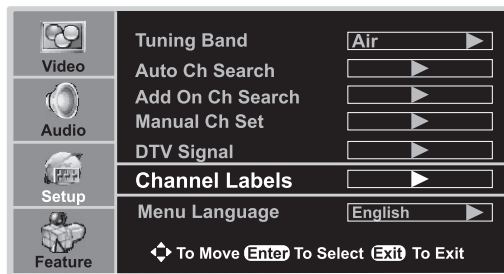 Video
Audio
Setup
Feature
Tuning Band Air
Auto Ch Search
Add On Ch Search
Manual Ch Set
DTV Signal
Channel Labels
Menu Language English
To Move Enter To Select Exit To Exit